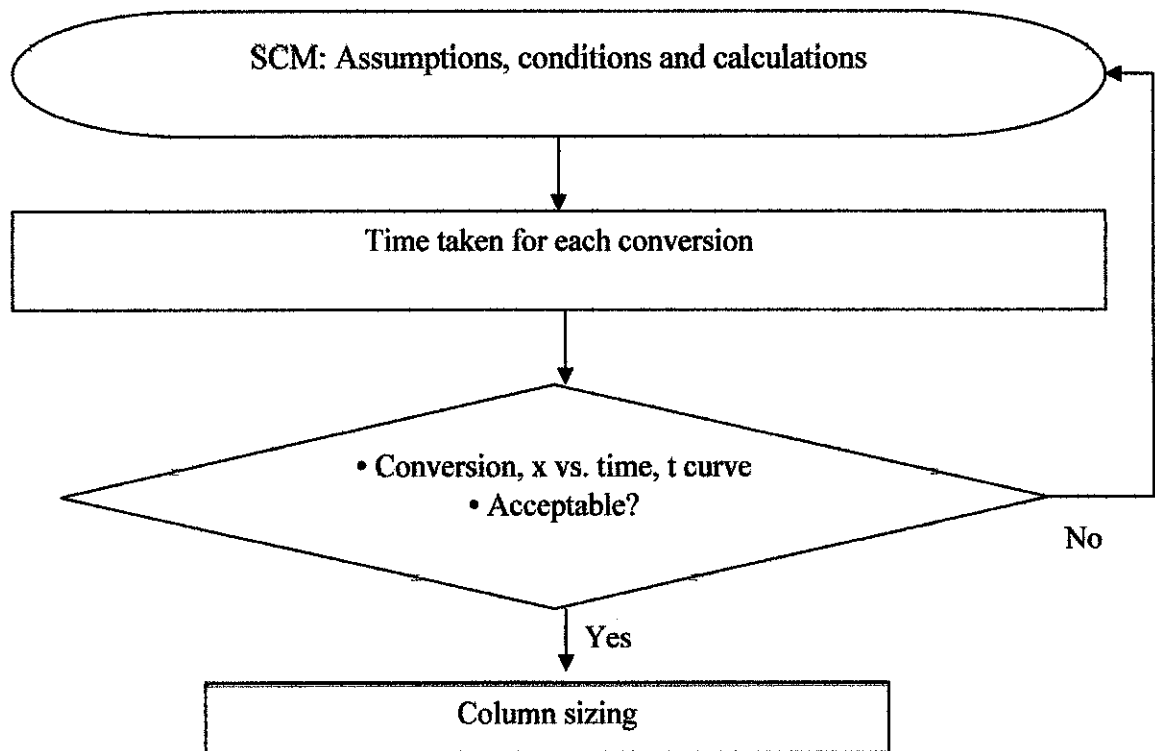 SCM: Assumptions, conditions and calculations
Time taken for each conversion
• Conversion, x vs. time, t curve
• Acceptable?
No
Yes
Column sizing